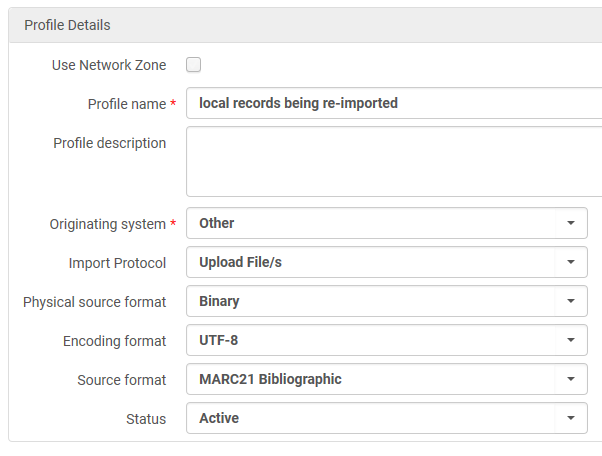 Profile Details
Use Network Zone
Profile name * local records being re-imported
Profile description
Originating system * Other
Import Protocol Upload File/s
Physical source format Binary
Encoding format UTF-8
Source format MARC21 Bibliographic
Status Active